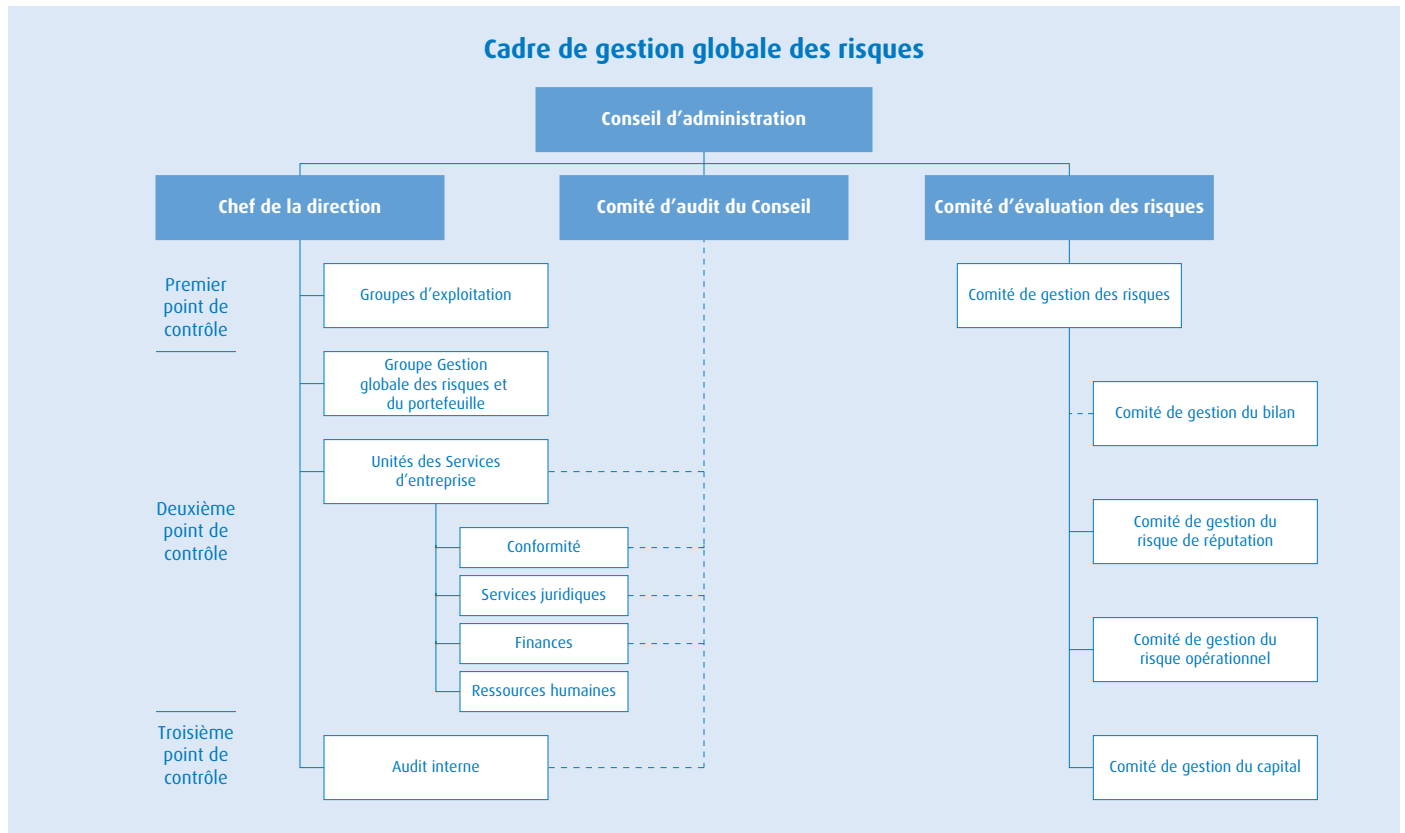 Cadre de gestion globale des risques
Conseil d’administration
Chef de la direction
Comité d’audit du Conseil
Comité d’évaluation des risques
Premier
point de
contrôle
Groupes d’exploitation
Comité de gestion des risques
Groupe Gestion
globale des risques et
du portefeuille
Comité de gestion du bilan
Unités des Services
d’entreprise
Deuxième
point de
contrôle
Conformité
Services juridiques
Finances
Ressources humaines
Comité de gestion du
risque de réputation
Comité de gestion du
risque opérationnel
Troisième
point de
contrôle
Audit interne
Comité de gestion du capital